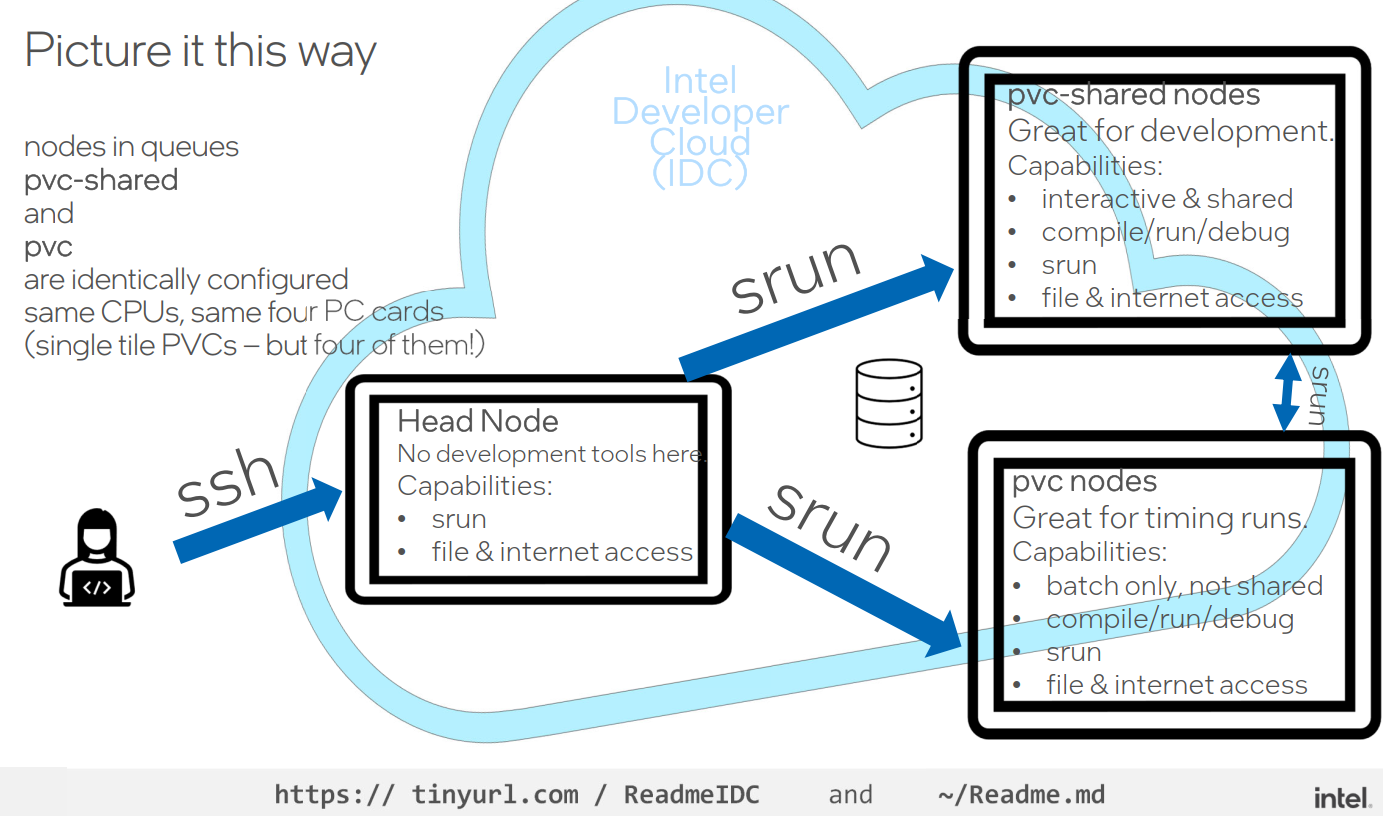 Picture it this way
nodes in queues
pvc-shared
and
pvc
are identically configured
same CPUs, same four PC cards
(single tile PVCs – but four of them!)
Intel
Developer
Cloud
(IDC)
ssh
</>
Head Node
No development tools here.
Capabilities:
• srun
• file & internet access
srun
srun
pvc-shared nodes
Great for development.
Capabilities:
• interactive & shared
• compile/run/debug
• srun
• file & internet access
srun
pvc nodes
Great for timing runs.
Capabilities:
• batch only, not shared
• compile/run/debug
• srun
• file & internet access
https:// tinyurl.com / ReadmeIDC and ~/Readme.md
intel.